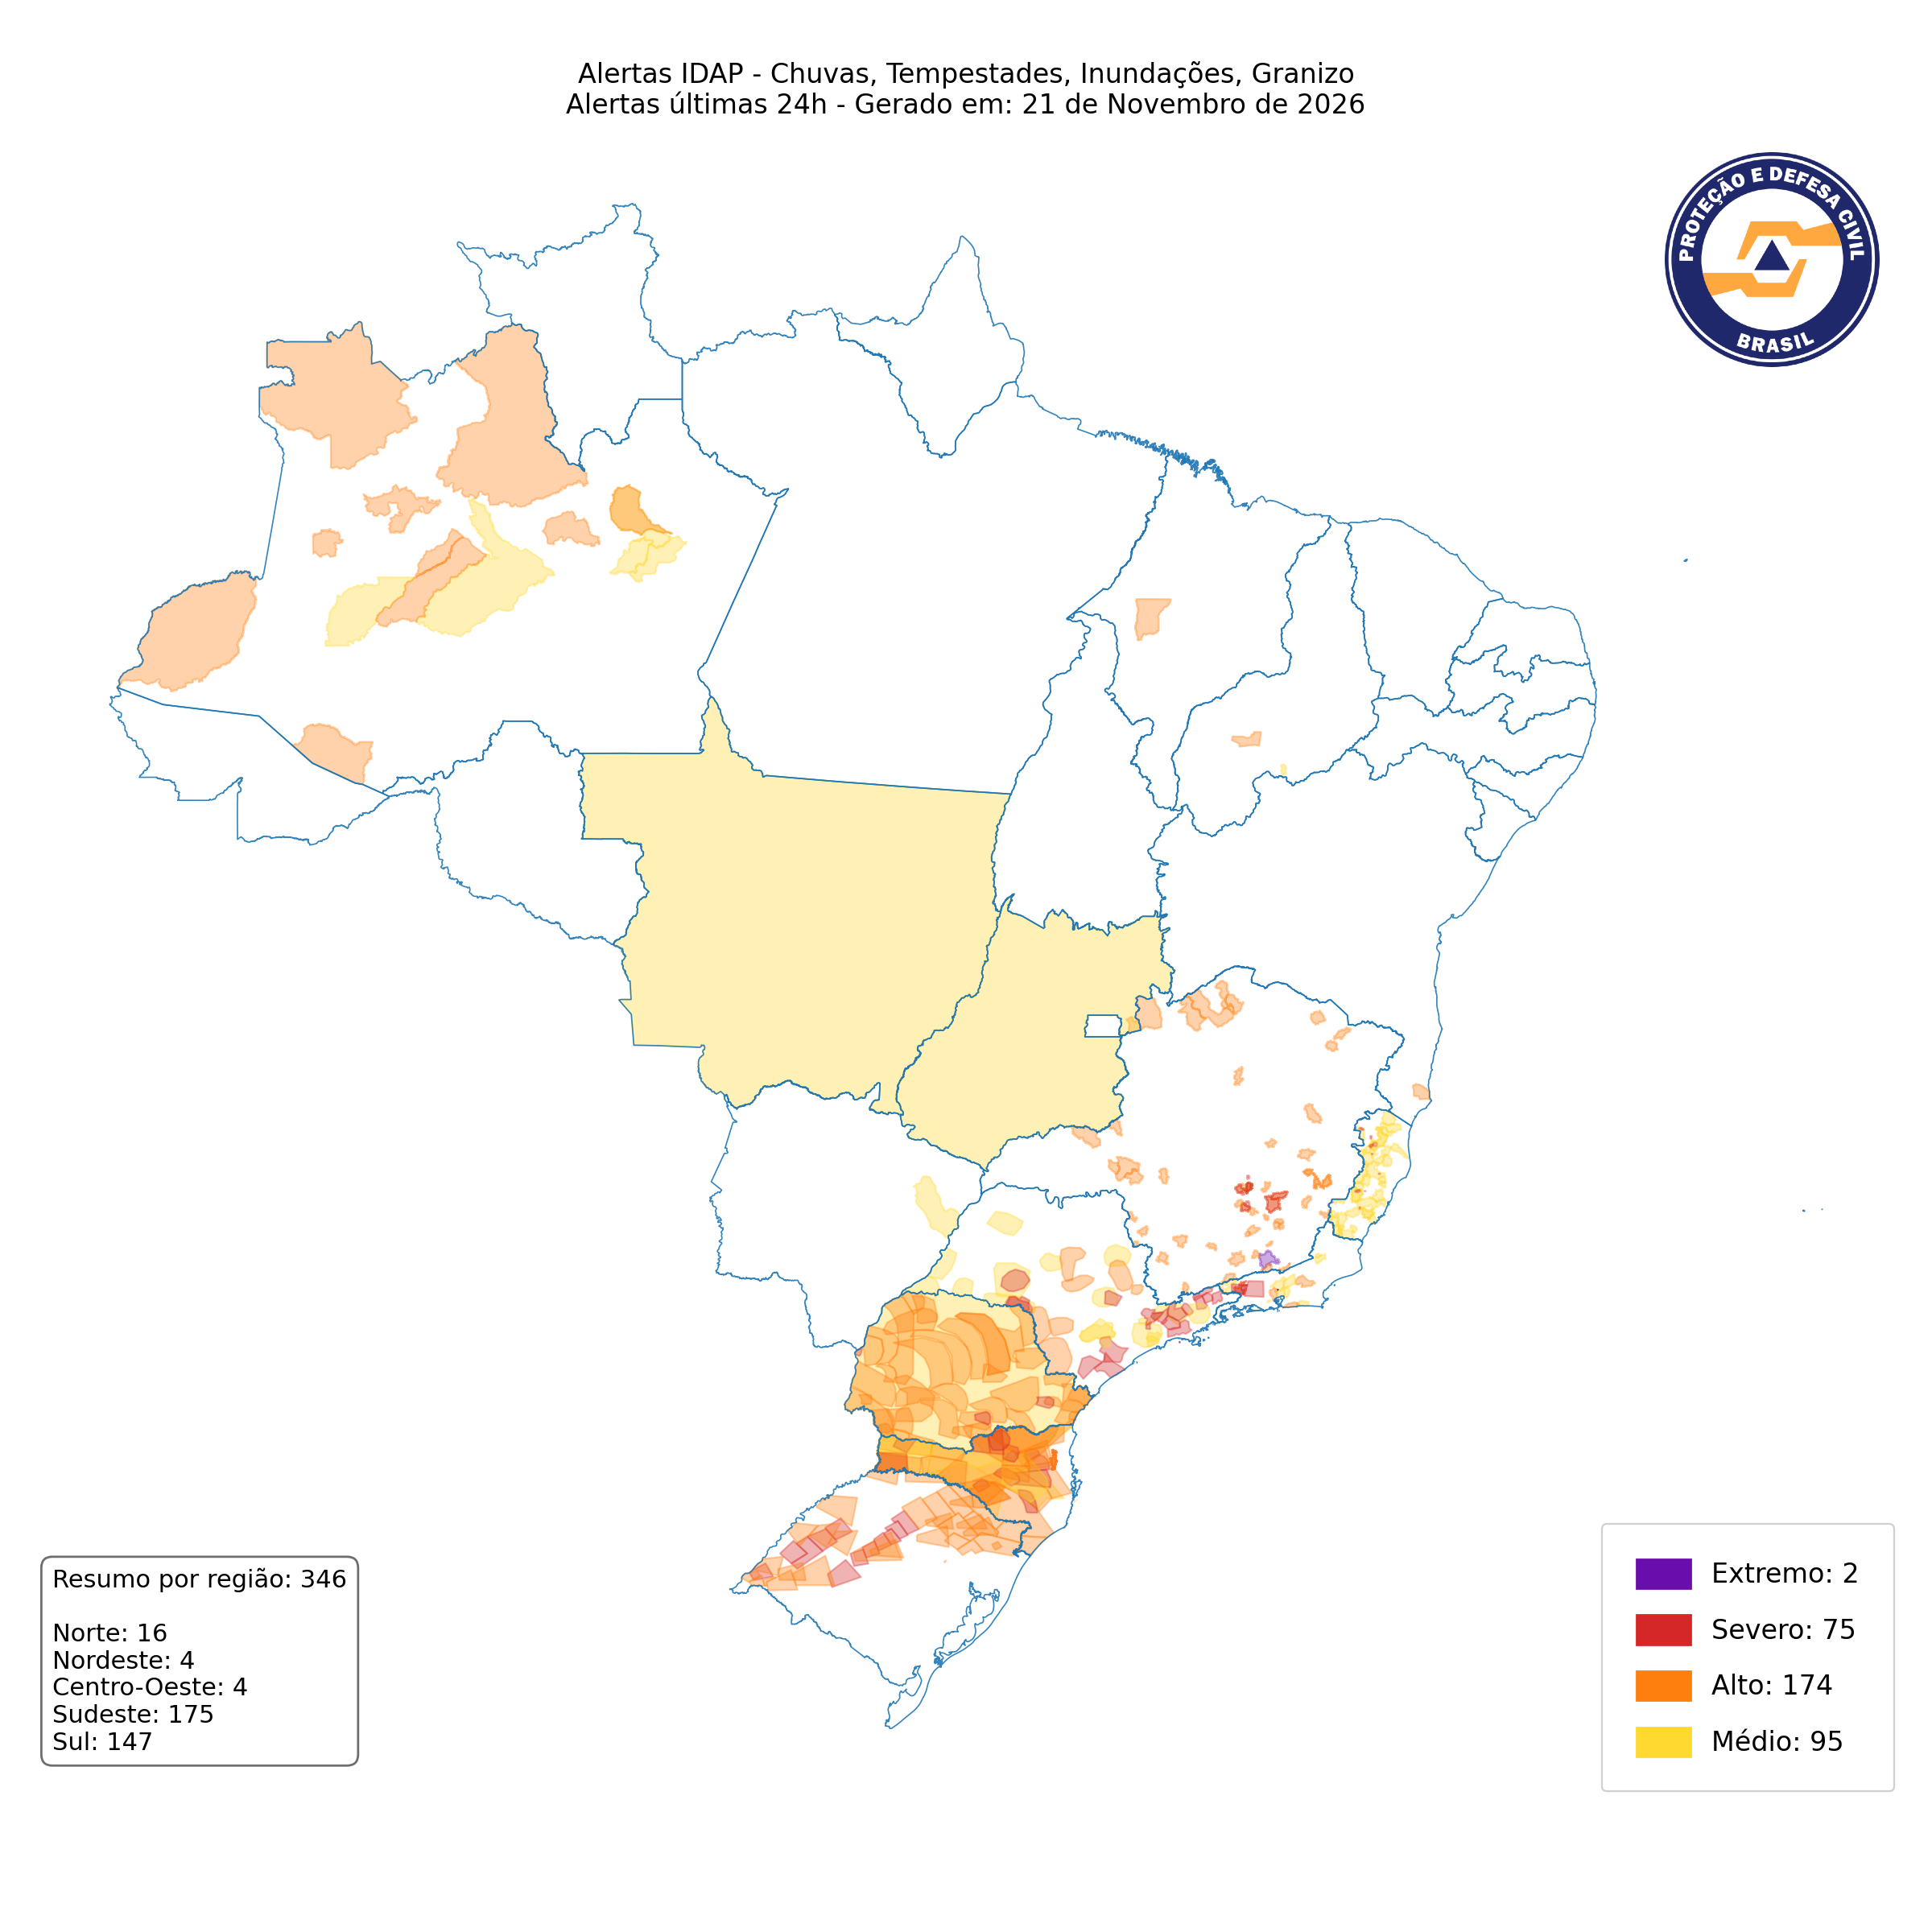 Alertas IDAP - Chuvas, Tempestades, Inundações, Granizo
Alertas últimas 24h - Gerado em: 21 de Novembro de 2026
PROTEÇÃO E DEFESA CIVIL
BRASIL
Resumo por região: 346
Norte: 16
Nordeste: 4
Centro-Oeste: 4
Sudeste: 175
Sul: 147
Extremo: 2
Severo: 75
Alto: 174
Médio: 95